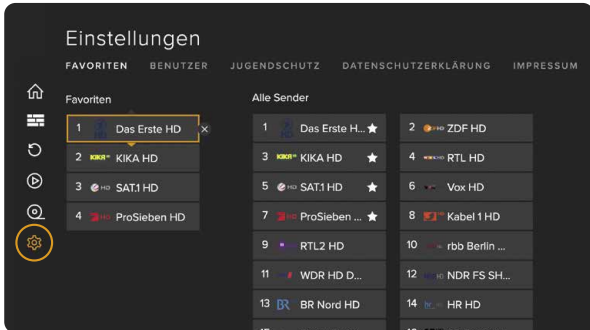 Einstellungen
FAVORITEN BENUTZER JUGENDSCHUTZ DATENSCHUTZERKLÄRUNG IMPRESSUM
Favoriten
1 Das Erste HD
2 KIKA HD
3 SAT.1 HD
4 ProSieben HD
Alle Sender
1 Das Erste H... 2 ZDF HD
3 KIKA HD 4 RTL HD
5 SAT.1 HD 6 Vox HD
7 ProSieben ... 8 Kabel 1 HD
9 RTL2 HD 10 rbb Berlin ...
11 WDR HD D... 12 NDR FS SH...
13 BR BR Nord HD 14 hr HR HD